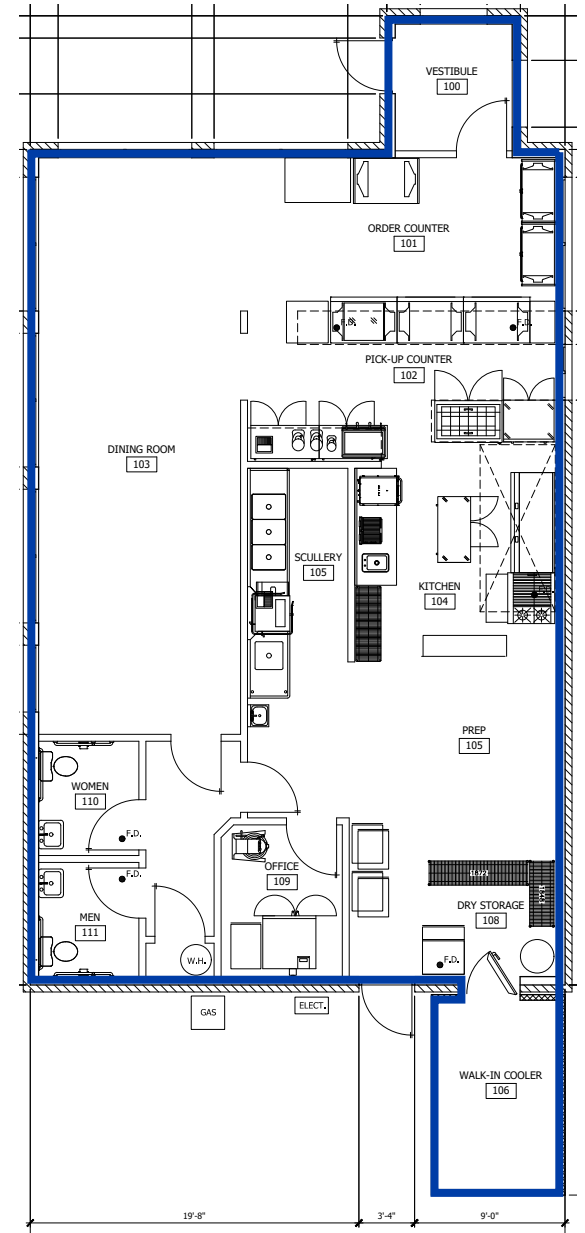 VESTIBULE
100
ORDER COUNTER
101
F.D.
F.D.
PICK-UP COUNTER
102
DINING ROOM
103
SCULLERY
105
KITCHEN
104
PREP
105
WOMEN
110
F.D.
F.D.
OFFICE
109
1872
DRY STORAGE
108
MEN
111
W.H.
F.D.
GAS
ELECT.
WALK-IN COOLER
106
19'-8"
3'-4"
9'-0"